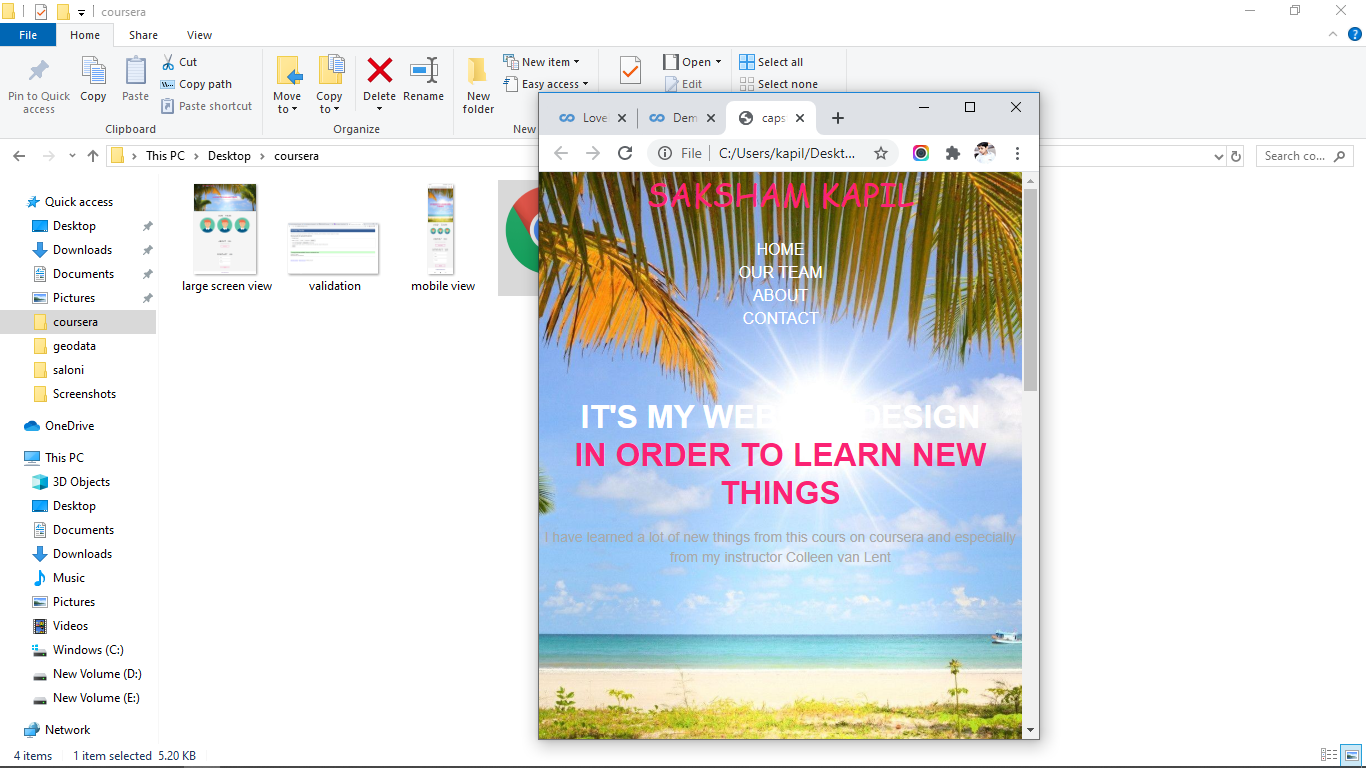 coursera
File Home Share View
Pin to Quick access
Copy
Paste
Cut
Copy path
Paste shortcut
Clipboard
Move to
Copy to
Delete
Rename
Organize
New folder
New item
Easy access
New
Open
Edit
Select all
Select none
This PC Desktop coursera
Search co...
Quick access
Desktop
Downloads
Documents
Pictures
coursera
geodata
saloni
Screenshots
OneDrive
This PC
3D Objects
Desktop
Documents
Downloads
Music
Pictures
Videos
Windows (C:)
New Volume (D:)
New Volume (E:)
Network
large screen view
validation
mobile view
4 items 1 item selected 5.20 KB
Love Dem caps
File C:/Users/kapil/Deskt...
SAKSHAM KAPIL
HOME
OUR TEAM
ABOUT
CONTACT
IT'S MY WEB DESIGN
IN ORDER TO LEARN NEW
THINGS
I have learned a lot of new things from this cours on coursera and especially
from my instructor Colleen van Lent